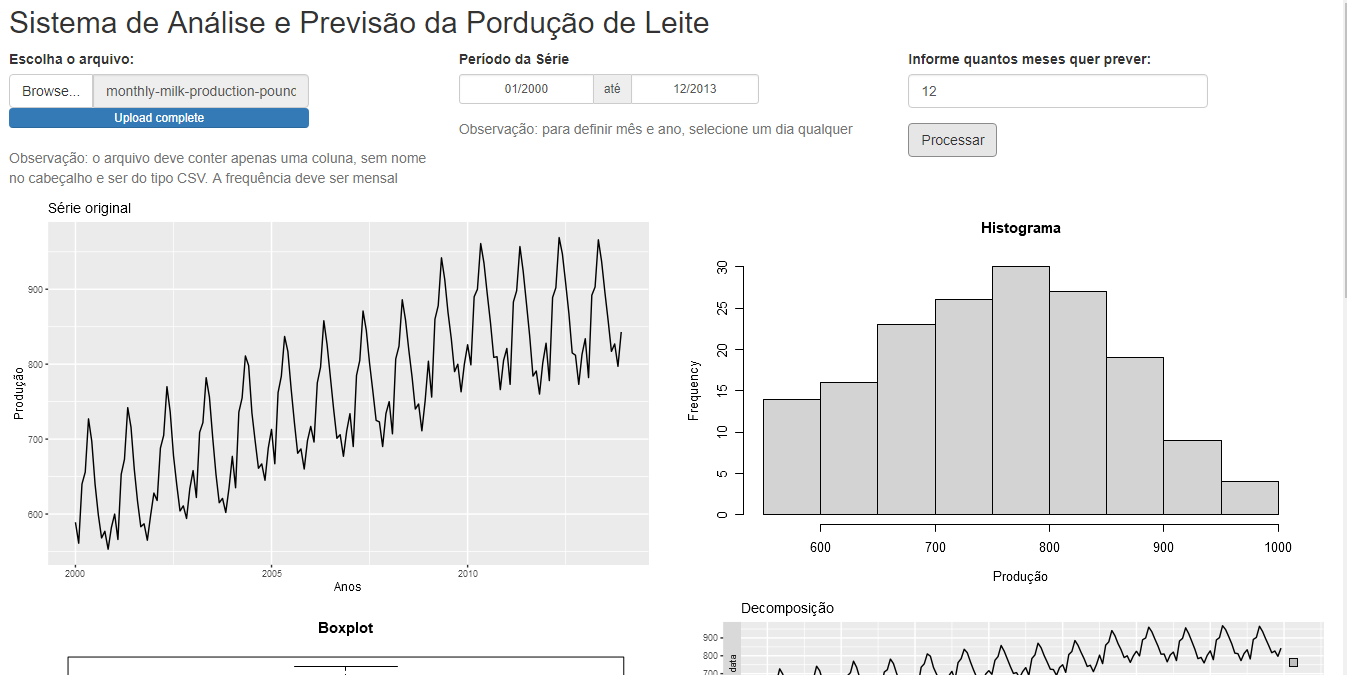 Sistema de Análise e Previsão da Pordução de Leite
Escolha o arquivo:
Browse...
monthly-milk-production-pounc
Upload complete
Observação: o arquivo deve conter apenas uma coluna, sem nome
no cabeçalho e ser do tipo CSV. A frequência deve ser mensal
Período da Série
01/2000 até 12/2013
Observação: para definir mês e ano, selecione um dia qualquer
Informe quantos meses quer prever:
12
Processar
Série original
900
800
700
600
Produção
2000 2005 2010
Anos
Histograma
30
25
20
15
10
5
0
Frequency
600 700 800 900 1000
Produção
Boxplot
Decomposição
900
800
700
data